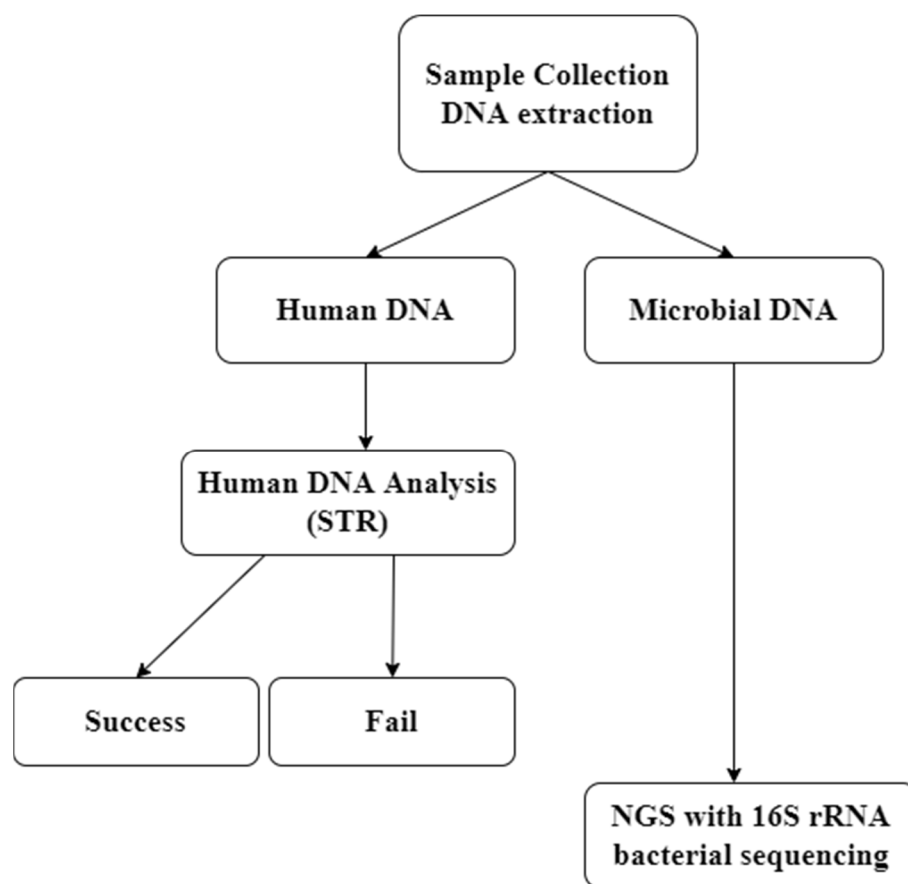 Sample Collection
DNA extraction
Human DNA
Microbial DNA
Human DNA Analysis
(STR)
Success
Fail
NGS with 16S rRNA
bacterial sequencing